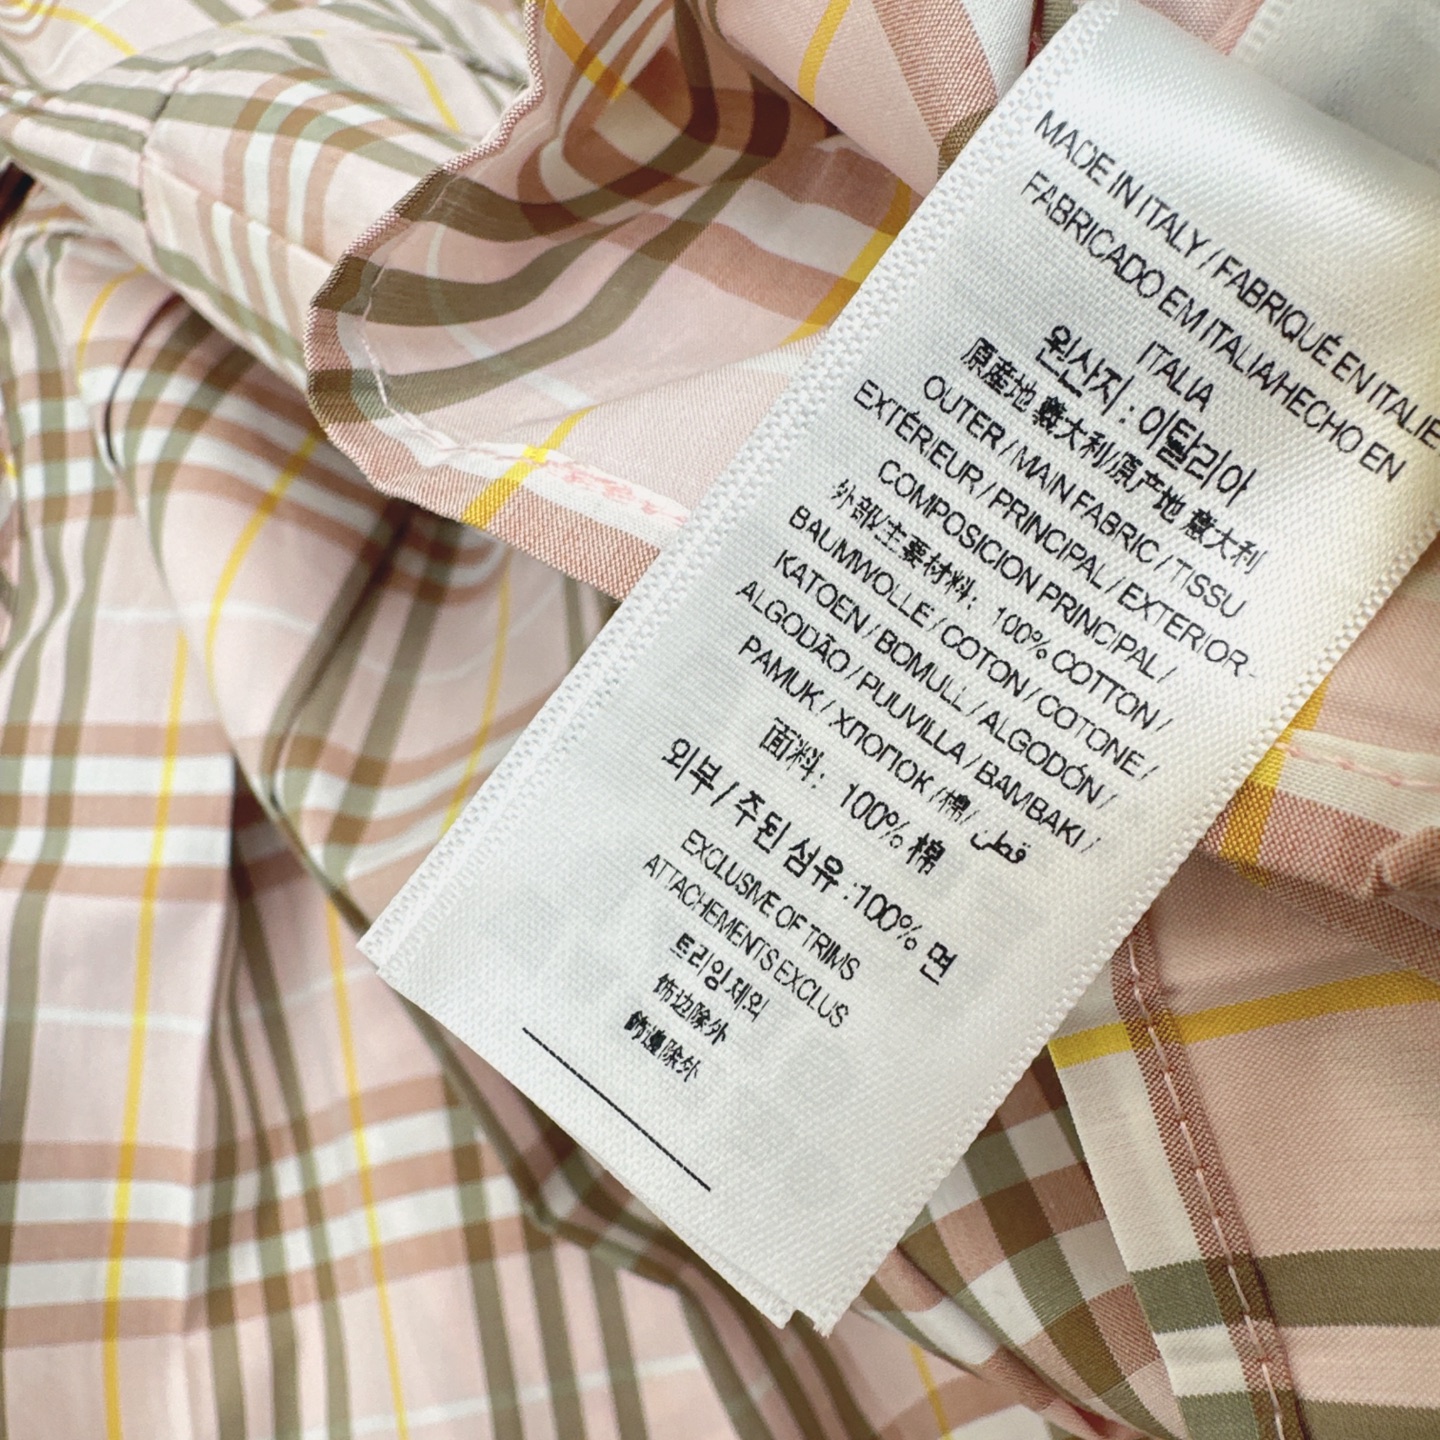 MADE IN ITALY / FABRIQUÉ EN ITALIE
FABRICADO EM ITALIA/HECHO EN
ITALIA
원산지 : 이탈리아
原産地 義大利/原产地 意大利
OUTER / MAIN FABRIC / TISSU
EXTÉRIEUR / PRINCIPAL / EXTERIOR-
COMPOSICION PRINCIPAL /
外部/主要材料: 100% COTTON /
BAUMWOLLE / COTON / COTONE /
KATOEN / BOMULL / ALGODÓN /
ALGODÃO / PUUVILLA / BAMBAKI /
PAMUK / ХПОПОК /棉/ قطن
面料: 100% 棉
외부 / 주된 섬유 :100% 면
EXCLUSIVE OF TRIMS
ATTACHEMENTS EXCLUS
트리밍제외
饰边除外
飾邊除外